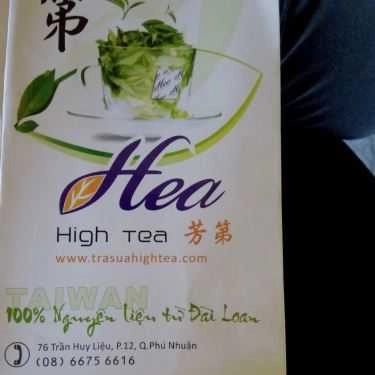 第
Hea
High Tea 芳第
www.trasuahightea.com
TAIWAN
100% Nguyên liệu từ Đài Loan
76 Trần Huy Liệu, P.12, Q.Phú Nhuận
(08) 6675 6616